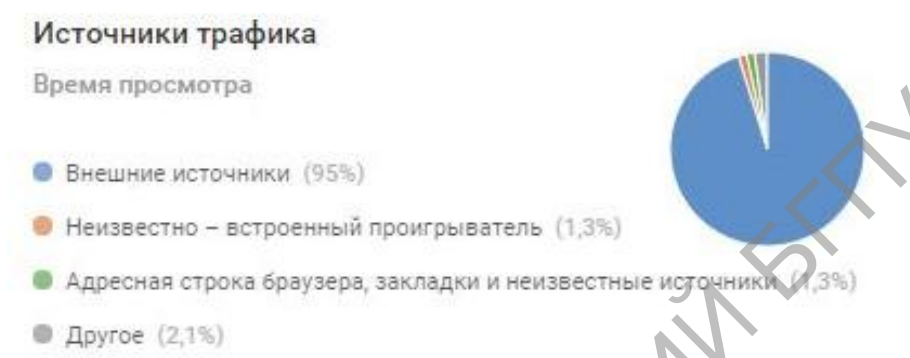 Источники трафика
Время просмотра
Внешние источники (95%)
Неизвестно – встроенный проигрыватель (1,3%)
Адресная строка браузера, закладки и неизвестные источники (1,3%)
Другое (2,1%)
БГПУ